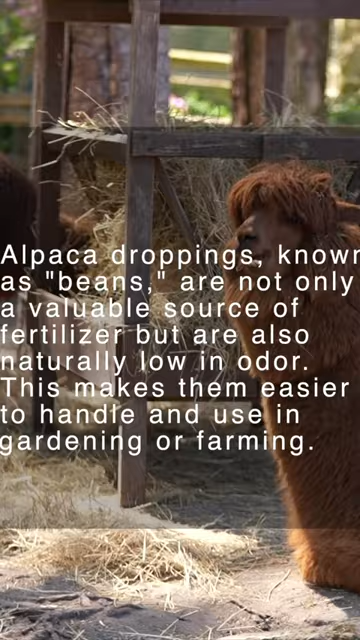 Alpaca droppings, known
as "beans," are not only
a valuable source of
fertilizer but are also
naturally low in odor.
This makes them easier
to handle and use in
gardening or farming.